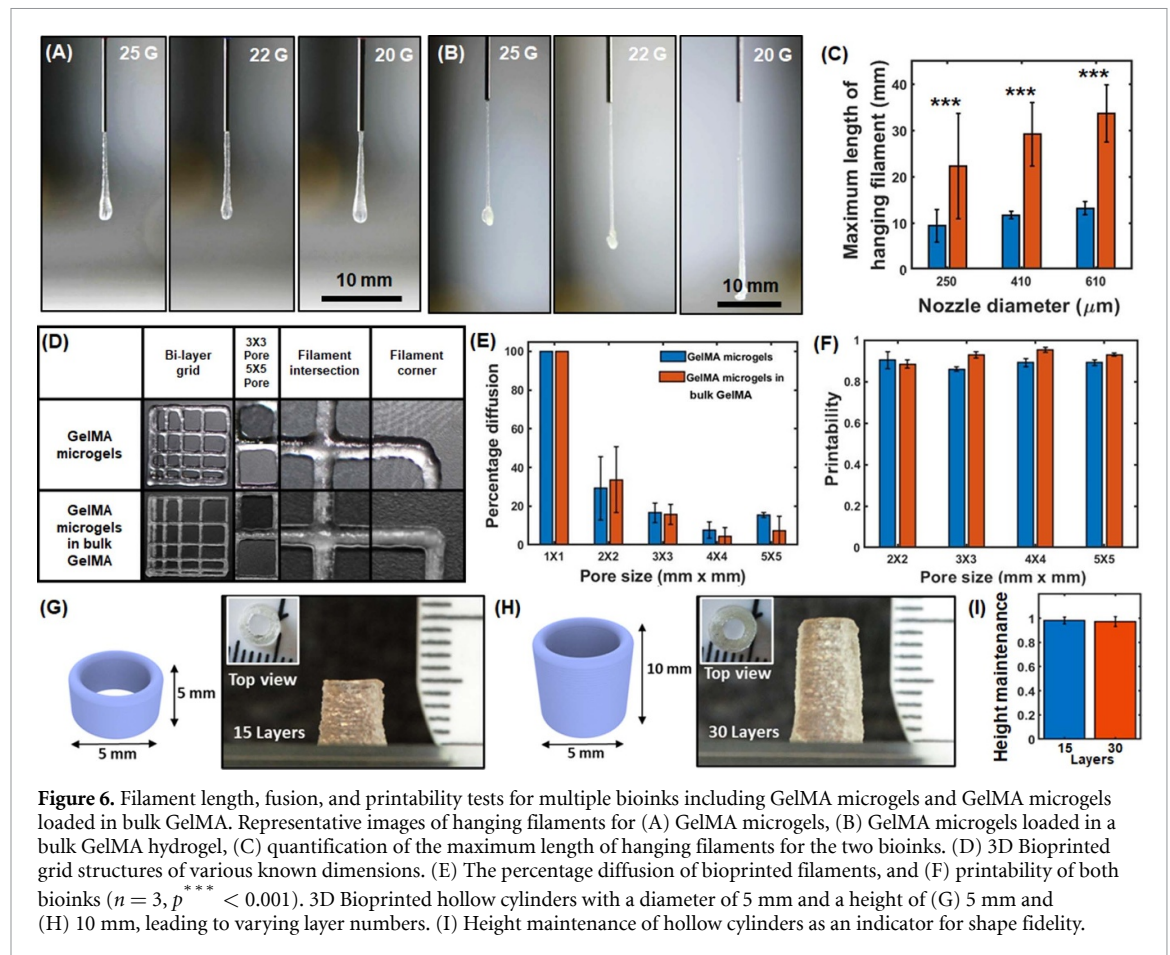 (A)
25 G
22 G
20 G
10 mm
(B)
25 G
22 G
20 G
10 mm
(C)
Maximum length of
hanging filament (mm)
40
30
20
10
0
***
***
***
250
410
610
Nozzle diameter (μm)
(D)
Bi-layer
grid
3X3
Pore
5X5
Pore
Filament
intersection
Filament
corner
GelMA
microgels
GelMA
microgels
in bulk
GelMA
(E)
Percentage diffusion
100
80
60
40
20
0
GelMA microgels
GelMA microgels in
bulk GelMA
1X1
2X2
3X3
4X4
5X5
Pore size (mm x mm)
(F)
Printability
1
0.8
0.6
0.4
0.2
0
2X2
3X3
4X4
5X5
Pore size (mm x mm)
(G)
5 mm
5 mm
Top view
15 Layers
(H)
10 mm
5 mm
Top view
30 Layers
(I)
Height maintenance
1
0.8
0.6
0.4
0.2
0
15
30
Layers
Figure 6. Filament length, fusion, and printability tests for multiple bioinks including GelMA microgels and GelMA microgels
loaded in bulk GelMA. Representative images of hanging filaments for (A) GelMA microgels, (B) GelMA microgels loaded in a
bulk GelMA hydrogel, (C) quantification of the maximum length of hanging filaments for the two bioinks. (D) 3D Bioprinted
grid structures of various known dimensions. (E) The percentage diffusion of bioprinted filaments, and (F) printability of both
bioinks (n = 3, p*** < 0.001). 3D Bioprinted hollow cylinders with a diameter of 5 mm and a height of (G) 5 mm and
(H) 10 mm, leading to varying layer numbers. (I) Height maintenance of hollow cylinders as an indicator for shape fidelity.